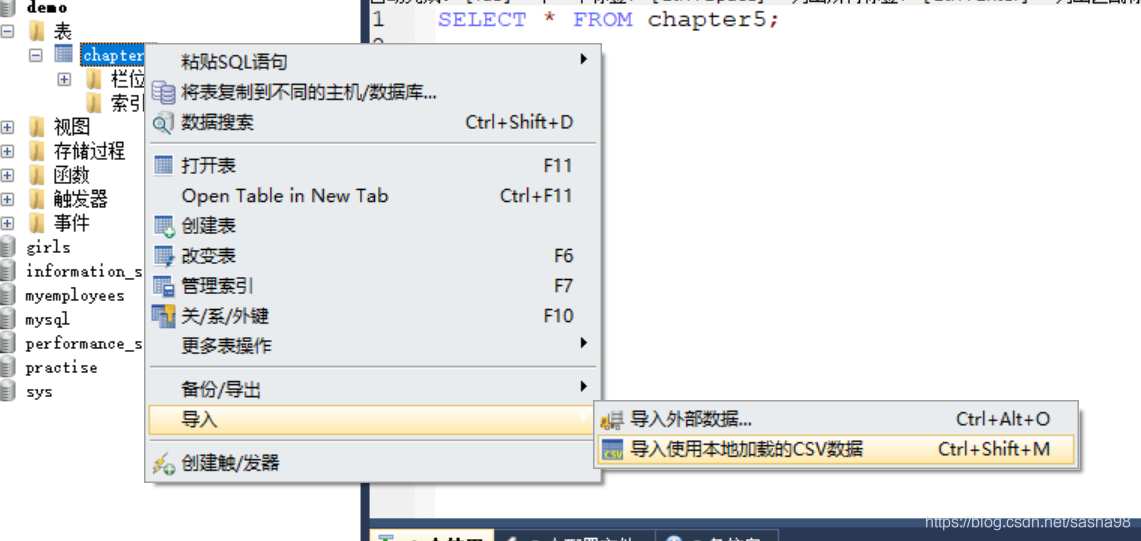 demo
表
chapter
栏位
索引
视图
存储过程
函数
触发器
事件
girls
information_s
myemployees
mysql
performance_s
practise
sys
1 SELECT * FROM chapter5;
粘贴SQL语句
将表复制到不同的主机/数据库...
数据搜索 Ctrl+Shift+D
打开表 F11
Open Table in New Tab Ctrl+F11
创建表
改变表 F6
管理索引 F7
关/系/外键 F10
更多表操作
备份/导出
导入
创建触/发器
导入外部数据... Ctrl+Alt+O
导入使用本地加载的CSV数据 Ctrl+Shift+M
https://blog.csdn.net/sasha98